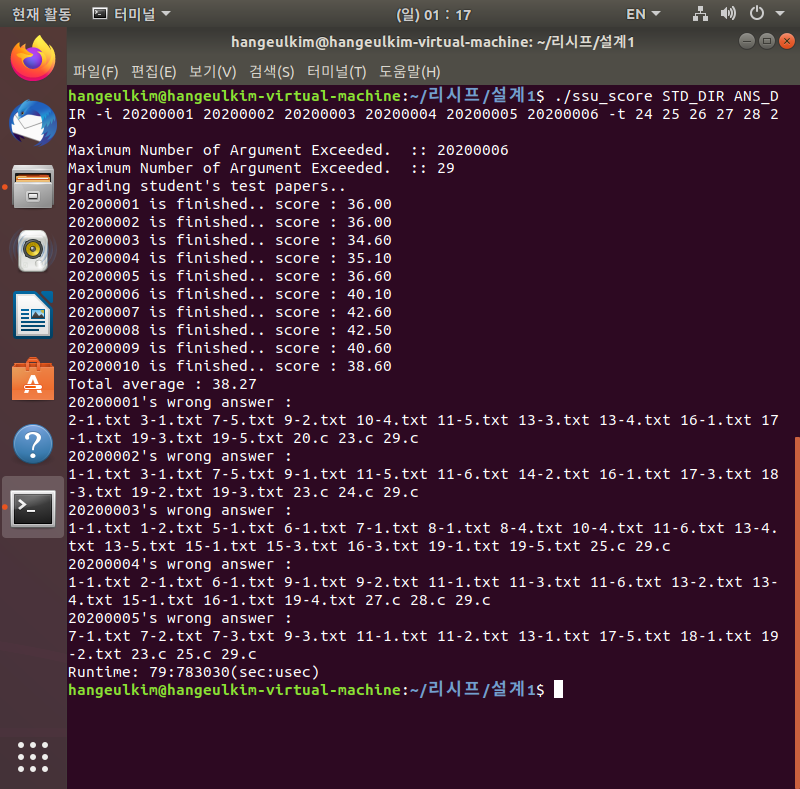 현재 활동 터미널 (일) 01 : 17 EN
hangeulkim@hangeulkim-virtual-machine: ~/리시프/설계1
파일(F) 편집(E) 보기(V) 검색(S) 터미널(T) 도움말(H)
hangeulkim@hangeulkim-virtual-machine:~/리시프/설계1$ ./ssu_score STD_DIR ANS_D
IR -i 20200001 20200002 20200003 20200004 20200005 20200006 -t 24 25 26 27 28 2
9
Maximum Number of Argument Exceeded.  :: 20200006
Maximum Number of Argument Exceeded.  :: 29
grading student's test papers..
20200001 is finished.. score : 36.00
20200002 is finished.. score : 36.00
20200003 is finished.. score : 34.60
20200004 is finished.. score : 35.10
20200005 is finished.. score : 36.60
20200006 is finished.. score : 40.10
20200007 is finished.. score : 42.60
20200008 is finished.. score : 42.50
20200009 is finished.. score : 40.60
20200010 is finished.. score : 38.60
Total average : 38.27
20200001's wrong answer :
2-1.txt 3-1.txt 7-5.txt 9-2.txt 10-4.txt 11-5.txt 13-3.txt 13-4.txt 16-1.txt 17
-1.txt 19-3.txt 19-5.txt 20.c 23.c 29.c
20200002's wrong answer :
1-1.txt 3-1.txt 7-5.txt 9-1.txt 11-5.txt 11-6.txt 14-2.txt 16-1.txt 17-3.txt 18
-3.txt 19-2.txt 19-3.txt 23.c 24.c 29.c
20200003's wrong answer :
1-1.txt 1-2.txt 5-1.txt 6-1.txt 7-1.txt 8-1.txt 8-4.txt 10-4.txt 11-6.txt 13-4.
txt 13-5.txt 15-1.txt 15-3.txt 16-3.txt 19-1.txt 19-5.txt 25.c 29.c
20200004's wrong answer :
1-1.txt 2-1.txt 6-1.txt 9-1.txt 9-2.txt 11-1.txt 11-3.txt 11-6.txt 13-2.txt 13-
4.txt 15-1.txt 16-1.txt 19-4.txt 27.c 28.c 29.c
20200005's wrong answer :
7-1.txt 7-2.txt 7-3.txt 9-3.txt 11-1.txt 11-2.txt 13-1.txt 17-5.txt 18-1.txt 19
-2.txt 23.c 25.c 29.c
Runtime: 79:783030(sec:usec)
hangeulkim@hangeulkim-virtual-machine:~/리시프/설계1$